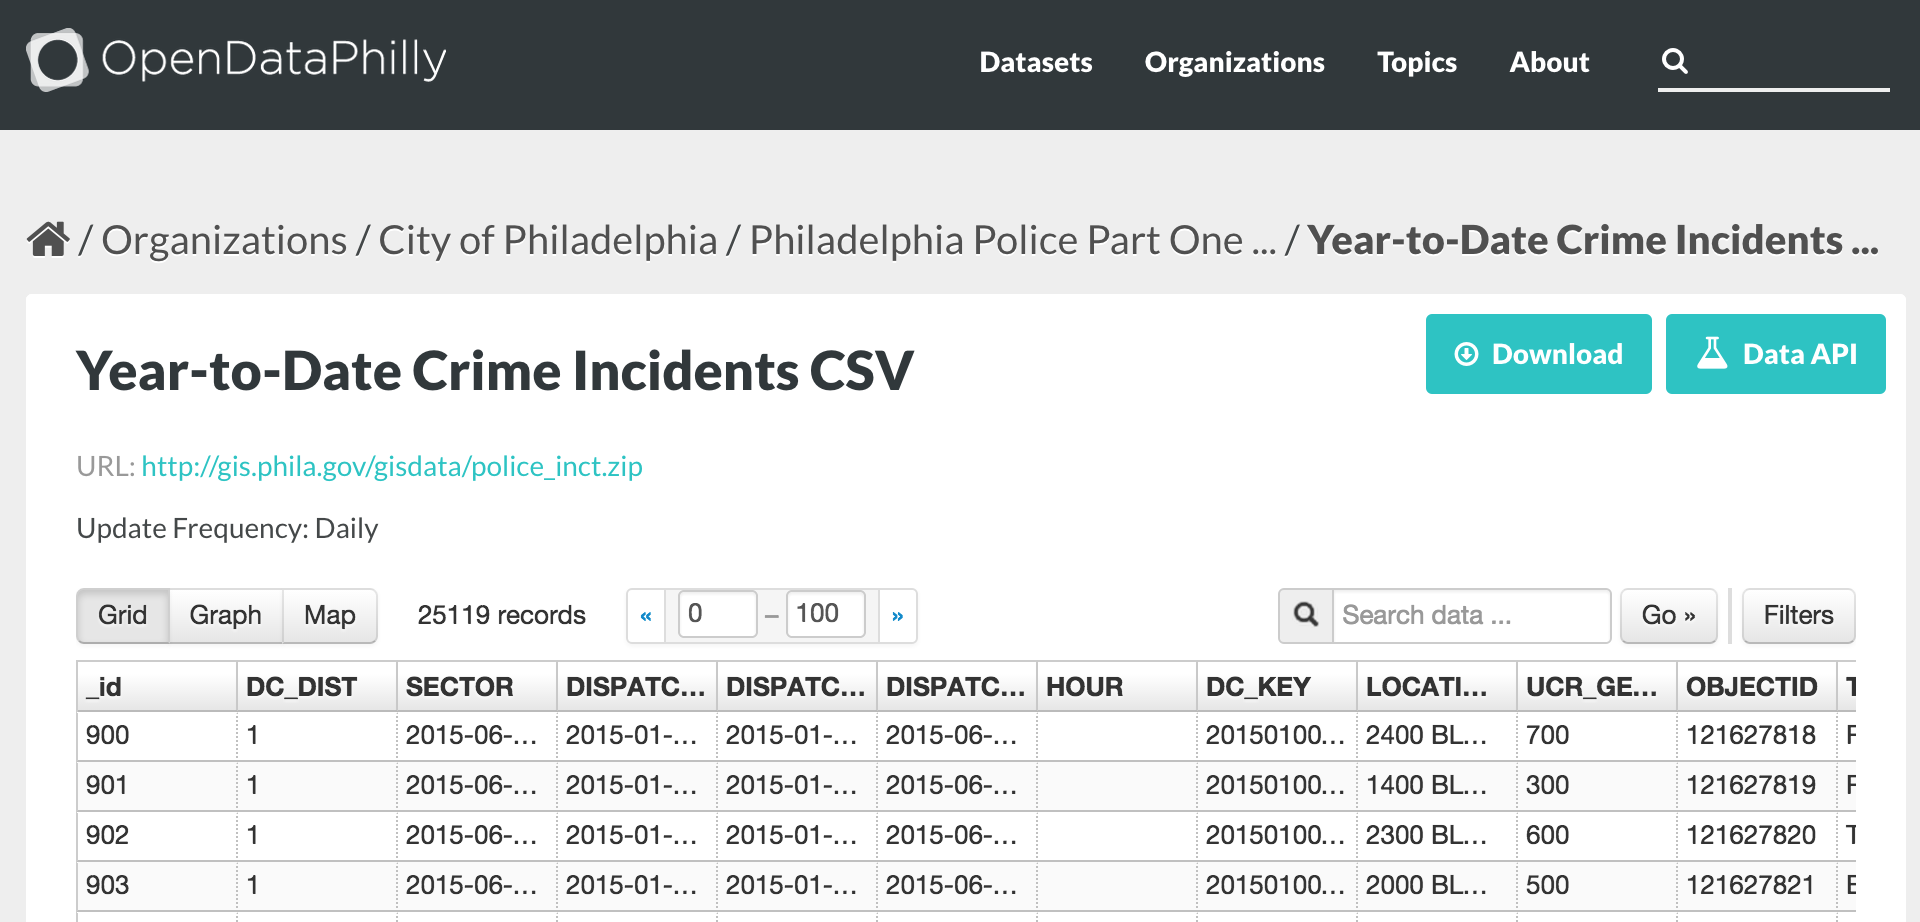 OpenDataPhilly Datasets Organizations Topics About
/ Organizations / City of Philadelphia / Philadelphia Police Part One ... / Year-to-Date Crime Incidents ...
Year-to-Date Crime Incidents CSV
Download Data API
URL: http://gis.phila.gov/gisdata/police_inct.zip
Update Frequency: Daily
Grid Graph Map 25119 records « 0 – 100 » Search data ... Go » Filters
_id DC_DIST SECTOR DISPATC... DISPATC... DISPATC... HOUR DC_KEY LOCATI... UCR_GE... OBJECTID T
900 1 2015-06-... 2015-01-... 2015-01-... 2015-06-... 20150100... 2400 BL... 700 121627818
901 1 2015-06-... 2015-01-... 2015-01-... 2015-06-... 20150100... 1400 BL... 300 121627819
902 1 2015-06-... 2015-01-... 2015-01-... 2015-06-... 20150100... 2300 BL... 600 121627820 T
903 1 2015-06-... 2015-01-... 2015-01-... 2015-06-... 20150100... 2000 BL... 500 121627821